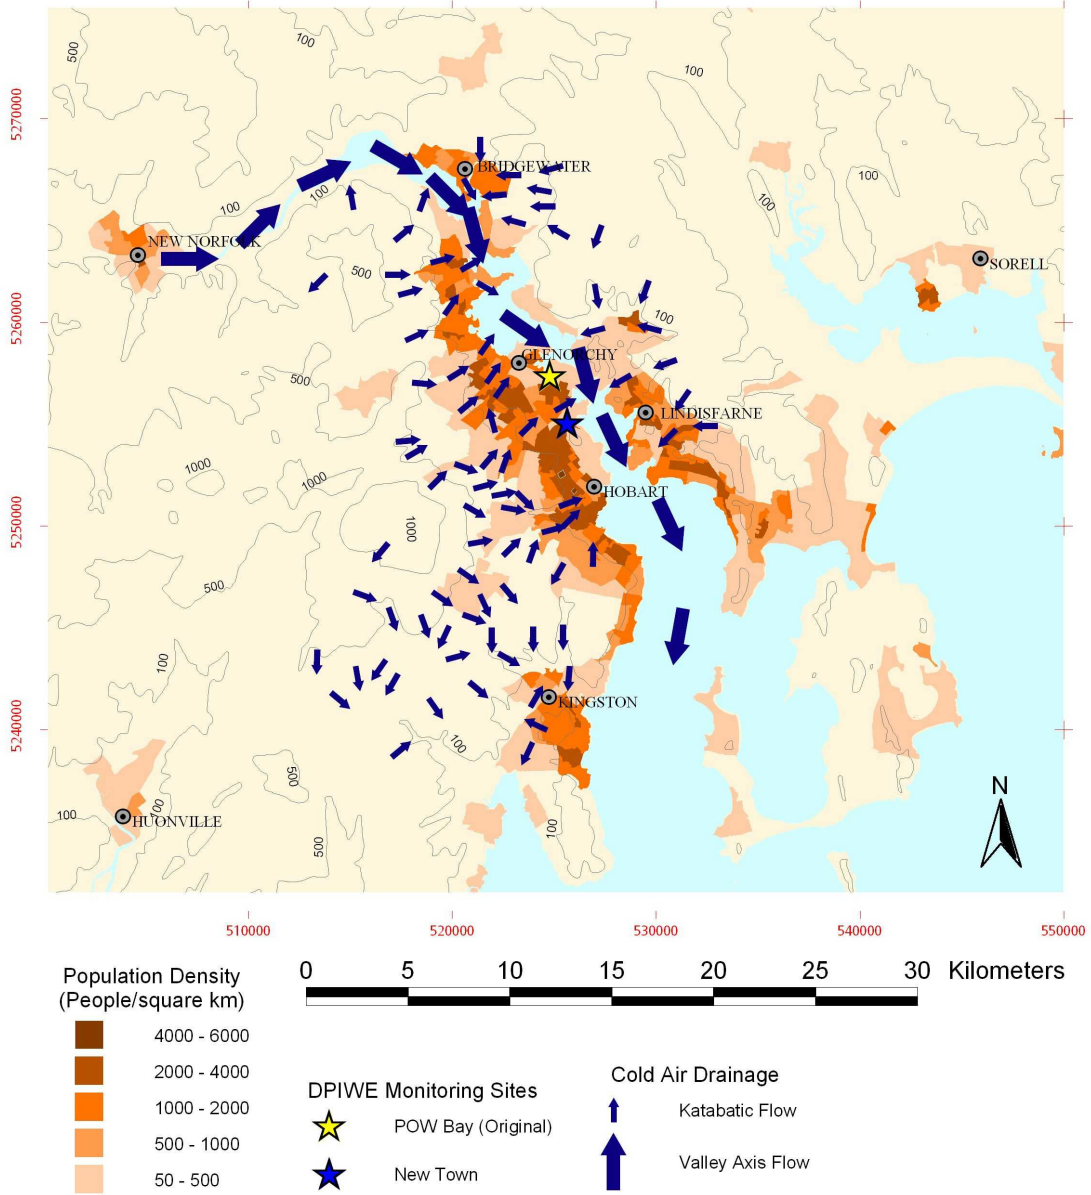 500
100
100
5270000
BRIDGEWATER
100
100
100
100
NEW NORFOLK
SORELL
500
5260000
100
GLENORCHY
500
LINDISFARNE
1000
1000
HOBART
5250000
1000
500
100
KINGSTON
5240000
100
500
100
100
HUONVILLE
100
500
N
510000
520000
530000
540000
550000
Population Density
(People/square km)
4000 - 6000
2000 - 4000
1000 - 2000
500 - 1000
50 - 500
0 5 10 15 20 25 30 Kilometers
DPIWE Monitoring Sites
POW Bay (Original)
New Town
Cold Air Drainage
Katabatic Flow
Valley Axis Flow